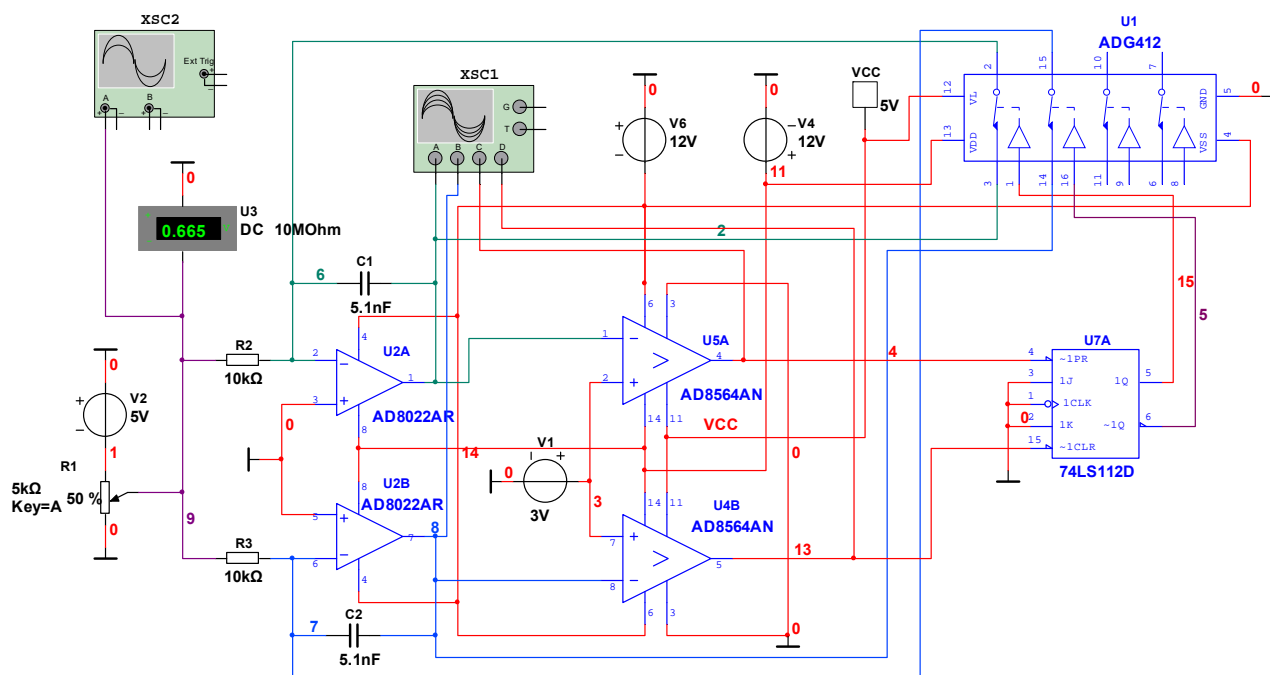 XSC2
Ext Trig
+
-
A
B
+ - + -
XSC1
G
T
A B C D
U1
ADG412
2 15 10 7
12 VL
13 VDD
GND 5
VSS 4
3 1 14 16 11 9 6 8
0
VCC
5V
0
+
-
V6
12V
0
-
+
V4
12V
11
0
+
-
0.665 V
U3
DC 10MOhm
2
15
5
6
C1
5.1nF
R2
10kΩ
2
3
4
8
1
U2A
AD8022AR
0
14
1
2
6 3
14 11
4
U5A
AD8564AN
VCC
0
4
U7A
4 ~1PR
3 1J
1 1CLK
2 1K
15 ~1CLR
1Q 5
~1Q 6
0
74LS112D
0
+
-
V2
5V
1
R1
5kΩ
Key=A
50 %
0
9
8
5
6
4
7
U2B
AD8022AR
8
0
V1
- +
3V
3
14 11
7
8
6 3
5
U4B
AD8564AN
13
R3
10kΩ
7
C2
5.1nF
0